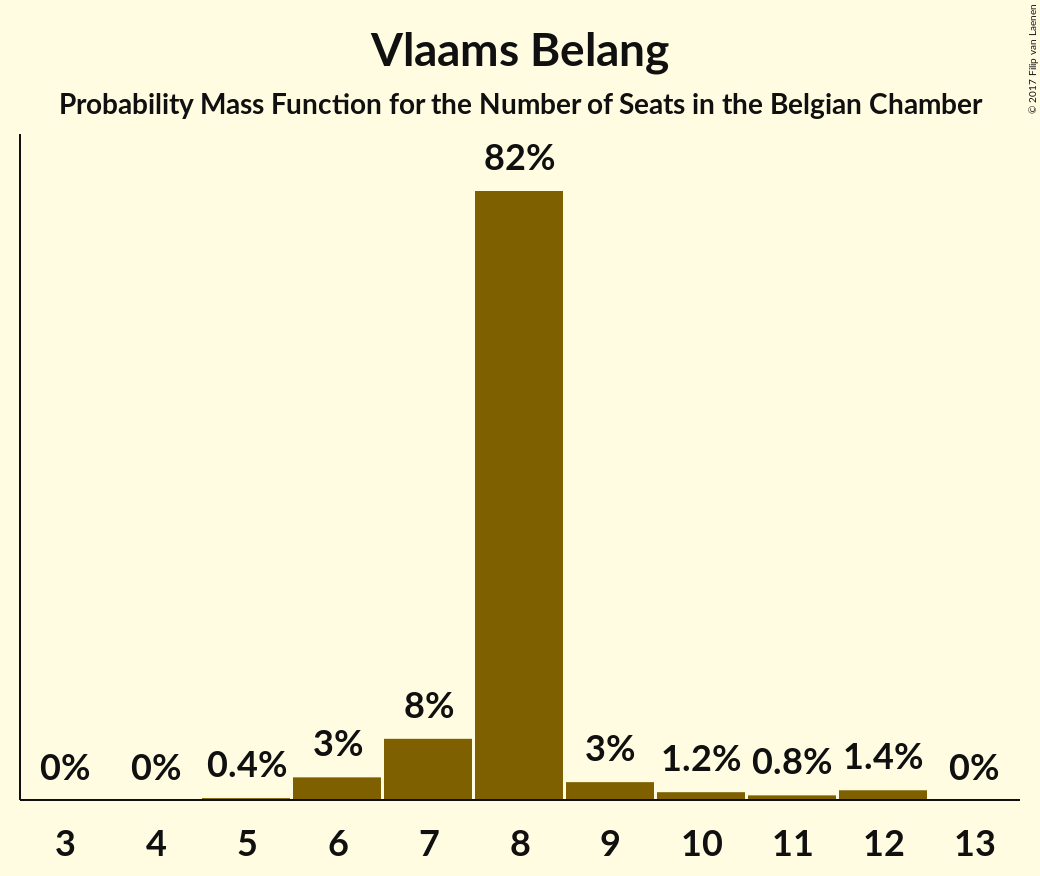 Vlaams Belang
Probability Mass Function for the Number of Seats in the Belgian Chamber
© 2017 Filip van Laenen
82%
8%
3%
3%
0% 0% 0.4% 1.2% 0.8% 1.4% 0%
3 4 5 6 7 8 9 10 11 12 13